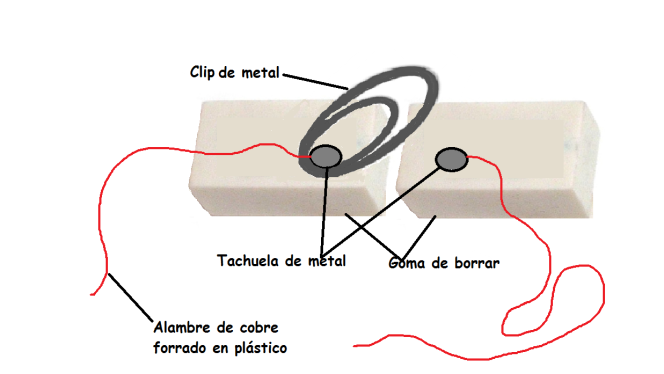 Clip de metal
Tachuela de metal
Goma de borrar
Alambre de cobre
forrado en plástico